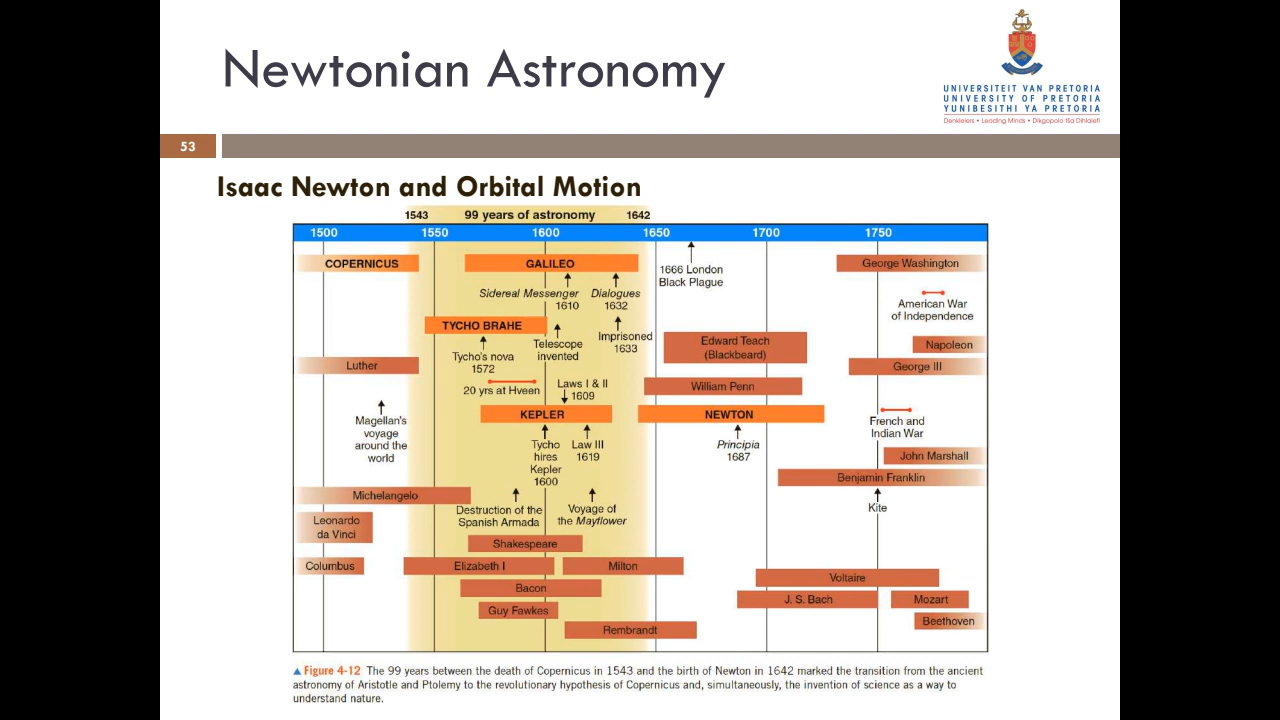 Newtonian Astronomy
UNIVERSITEIT VAN PRETORIA
UNIVERSITY OF PRETORIA
YUNIBESITHI YA PRETORIA
Denkleiers • Leading Minds • Dikgopolo tša Dihlalefi
53
Isaac Newton and Orbital Motion
1543 99 years of astronomy 1642
1500 1550 1600 1650 1700 1750
COPERNICUS
GALILEO
George Washington
1666 London
Black Plague
Sidereal Messenger
1610
Dialogues
1632
American War
of Independence
TYCHO BRAHE
Tycho's nova
1572
Telescope
invented
Imprisoned
1633
Edward Teach
(Blackbeard)
Napoleon
Luther
George III
20 yrs at Hveen
Laws I & II
1609
William Penn
Magellan's
voyage
around the
world
KEPLER
NEWTON
French and
Indian War
Tycho
hires
Kepler
1600
Law III
1619
Principia
1687
John Marshall
Benjamin Franklin
Kite
Michelangelo
Destruction of the
Spanish Armada
Voyage of
the Mayflower
Leonardo
da Vinci
Shakespeare
Columbus
Elizabeth I
Milton
Voltaire
Bacon
J. S. Bach
Mozart
Guy Fawkes
Beethoven
Rembrandt
▲ Figure 4-12 The 99 years between the death of Copernicus in 1543 and the birth of Newton in 1642 marked the transition from the ancient
astronomy of Aristotle and Ptolemy to the revolutionary hypothesis of Copernicus and, simultaneously, the invention of science as a way to
understand nature.